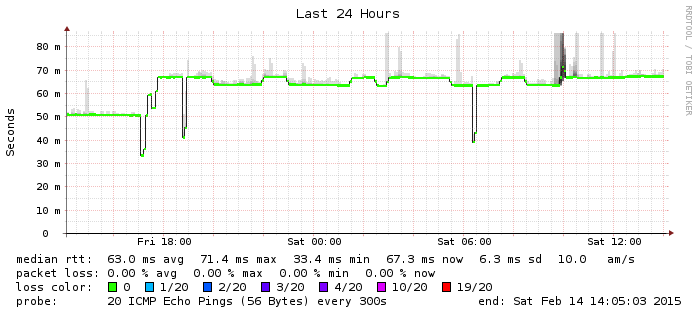 Last 24 Hours
RRDTOOL / TOBI OETIKER
Seconds
80 m
70 m
60 m
50 m
40 m
30 m
20 m
10 m
0
Fri 18:00 Sat 00:00 Sat 06:00 Sat 12:00
median rtt: 63.0 ms avg 71.4 ms max 33.4 ms min 67.3 ms now 6.3 ms sd 10.0 am/s
packet loss: 0.00 % avg 0.00 % max 0.00 % min 0.00 % now
loss color: 0 1/20 2/20 3/20 4/20 10/20 19/20
probe: 20 ICMP Echo Pings (56 Bytes) every 300s end: Sat Feb 14 14:05:03 2015